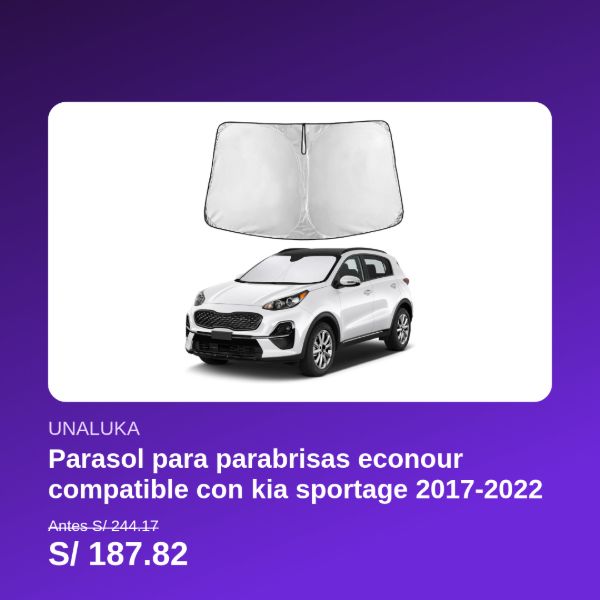 UNALUKA
Parasol para parabrisas econour
compatible con kia sportage 2017-2022
Antes S/ 244.17
S/ 187.82